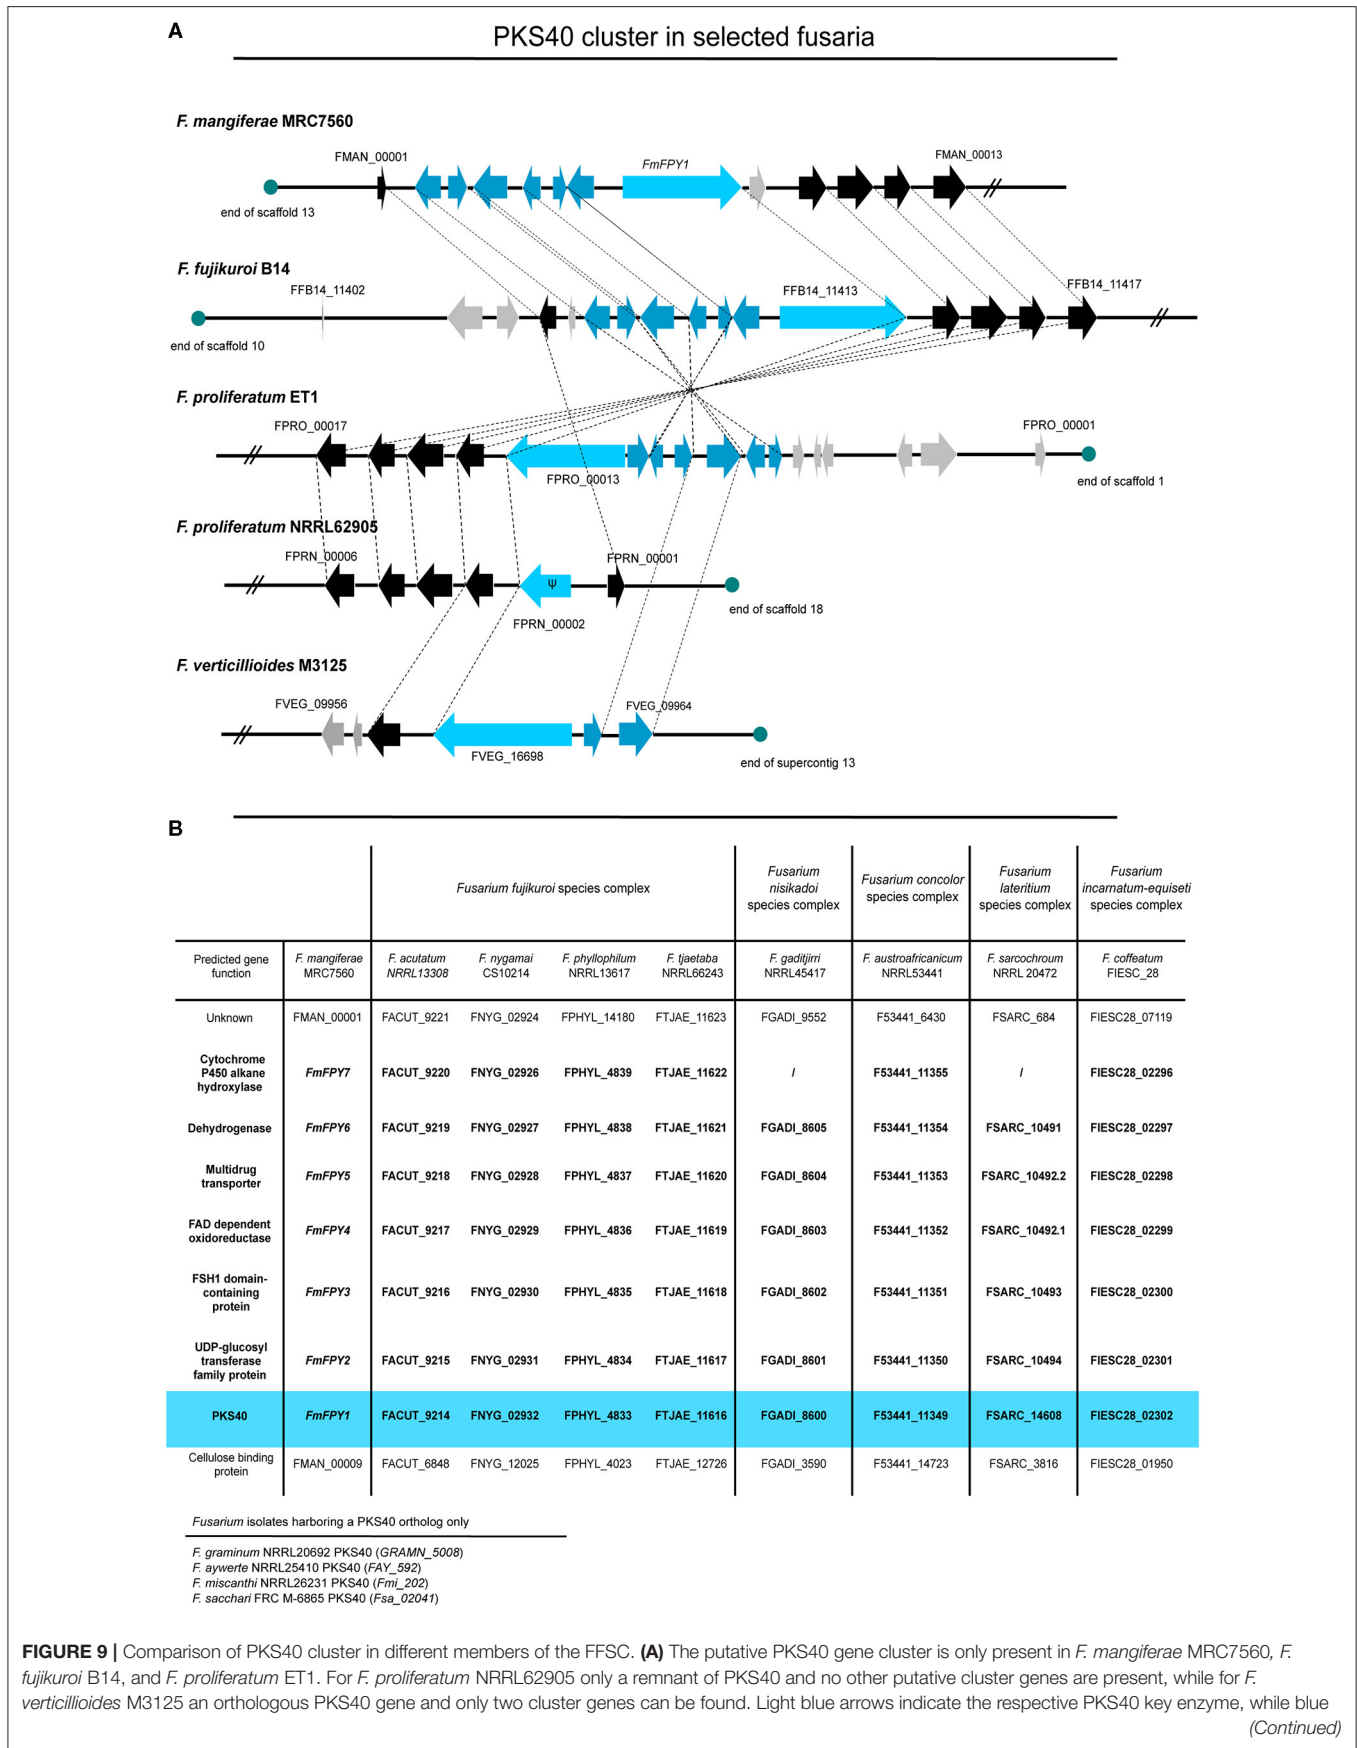 A
PKS40 cluster in selected fusaria
F. mangiferae MRC7560
FMAN_00001
FmFPY1
FMAN_00013
end of scaffold 13
F. fujikuroi B14
FFB14_11402
FFB14_11413
FFB14_11417
end of scaffold 10
F. proliferatum ET1
FPRO_00017
FPRO_00001
FPRO_00013
end of scaffold 1
F. proliferatum NRRL62905
FPRN_00006
FPRN_00001
ψ
FPRN_00002
end of scaffold 18
F. verticillioides M3125
FVEG_09956
FVEG_09964
FVEG_16698
end of supercontig 13
B
Fusarium fujikuroi species complex
Fusarium
nisikadoi
species complex
Fusarium concolor
species complex
Fusarium
lateritium
species complex
Fusarium
incarnatum-equiseti
species complex
Predicted gene
function
F. mangiferae
MRC7560
F. acutatum
NRRL13308
F. nygamai
CS10214
F. phyllophilum
NRRL13617
F. tjaetaba
NRRL66243
F. gaditjirri
NRRL45417
F. austroafricanicum
NRRL53441
F. sarcochroum
NRRL 20472
F. coffeatum
FIESC_28
Unknown FMAN_00001 FACUT_9221 FNYG_02924 FPHYL_14180 FTJAE_11623 FGADI_9552 F53441_6430 FSARC_684 FIESC28_07119
Cytochrome
P450 alkane
hydroxylase
FmFPY7 FACUT_9220 FNYG_02926 FPHYL_4839 FTJAE_11622 / F53441_11355 / FIESC28_02296
Dehydrogenase FmFPY6 FACUT_9219 FNYG_02927 FPHYL_4838 FTJAE_11621 FGADI_8605 F53441_11354 FSARC_10491 FIESC28_02297
Multidrug
transporter
FmFPY5 FACUT_9218 FNYG_02928 FPHYL_4837 FTJAE_11620 FGADI_8604 F53441_11353 FSARC_10492.2 FIESC28_02298
FAD dependent
oxidoreductase
FmFPY4 FACUT_9217 FNYG_02929 FPHYL_4836 FTJAE_11619 FGADI_8603 F53441_11352 FSARC_10492.1 FIESC28_02299
FSH1 domain-
containing
protein
FmFPY3 FACUT_9216 FNYG_02930 FPHYL_4835 FTJAE_11618 FGADI_8602 F53441_11351 FSARC_10493 FIESC28_02300
UDP-glucosyl
transferase
family protein
FmFPY2 FACUT_9215 FNYG_02931 FPHYL_4834 FTJAE_11617 FGADI_8601 F53441_11350 FSARC_10494 FIESC28_02301
PKS40 FmFPY1 FACUT_9214 FNYG_02932 FPHYL_4833 FTJAE_11616 FGADI_8600 F53441_11349 FSARC_14608 FIESC28_02302
Cellulose binding
protein
FMAN_00009 FACUT_6848 FNYG_12025 FPHYL_4023 FTJAE_12726 FGADI_3590 F53441_14723 FSARC_3816 FIESC28_01950
Fusarium isolates harboring a PKS40 ortholog only
F. graminum NRRL20692 PKS40 (GRAMN_5008)
F. aywerte NRRL25410 PKS40 (FAY_592)
F. miscanthi NRRL26231 PKS40 (Fmi_202)
F. sacchari FRC M-6865 PKS40 (Fsa_02041)
FIGURE 9 | Comparison of PKS40 cluster in different members of the FFSC. (A) The putative PKS40 gene cluster is only present in F. mangiferae MRC7560, F.
fujikuroi B14, and F. proliferatum ET1. For F. proliferatum NRRL62905 only a remnant of PKS40 and no other putative cluster genes are present, while for F.
verticillioides M3125 an orthologous PKS40 gene and only two cluster genes can be found. Light blue arrows indicate the respective PKS40 key enzyme, while blue
(Continued)